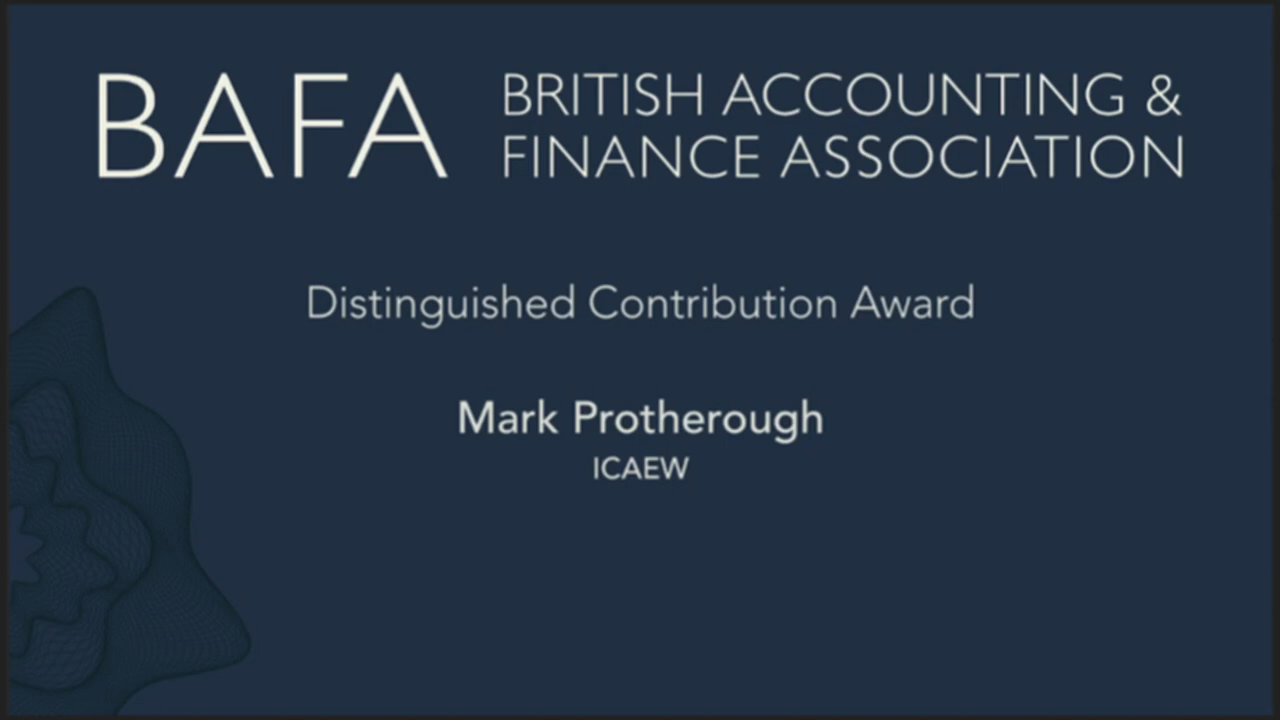 BAFA
BRITISH ACCOUNTING &
FINANCE ASSOCIATION
Distinguished Contribution Award
Mark Protherough
ICAEW